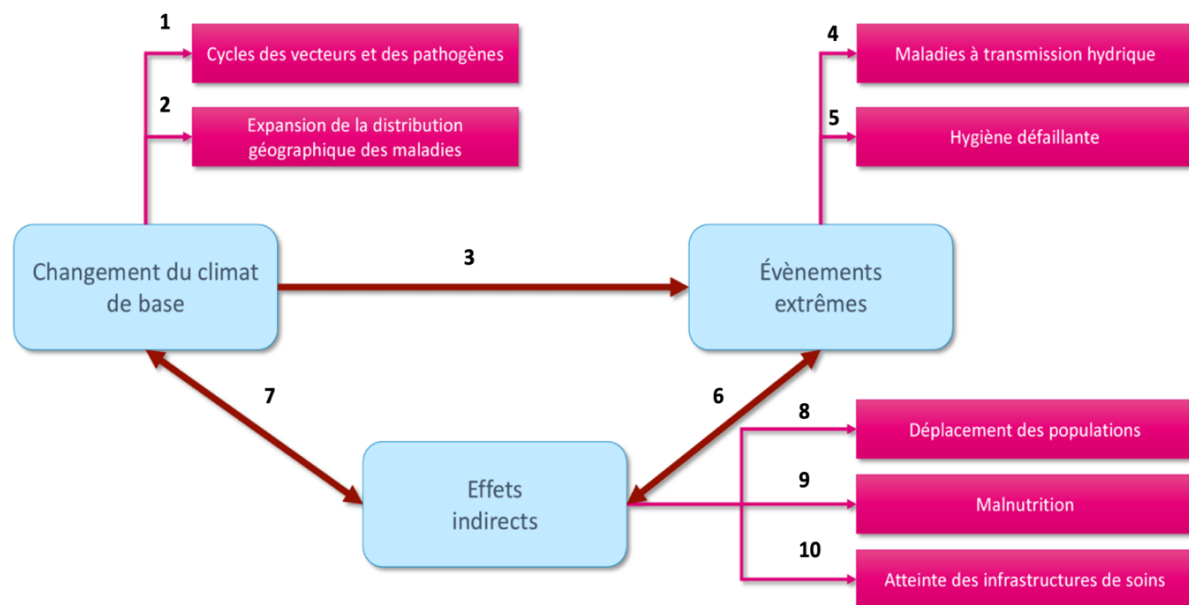 1
Cycles des vecteurs et des pathogènes
2
Expansion de la distribution
géographique des maladies
4
Maladies à transmission hydrique
5
Hygiène défaillante
Changement du climat
de base
3
Évènements
extrêmes
7
6
Effets
indirects
8
Déplacement des populations
9
Malnutrition
10
Atteinte des infrastructures de soins